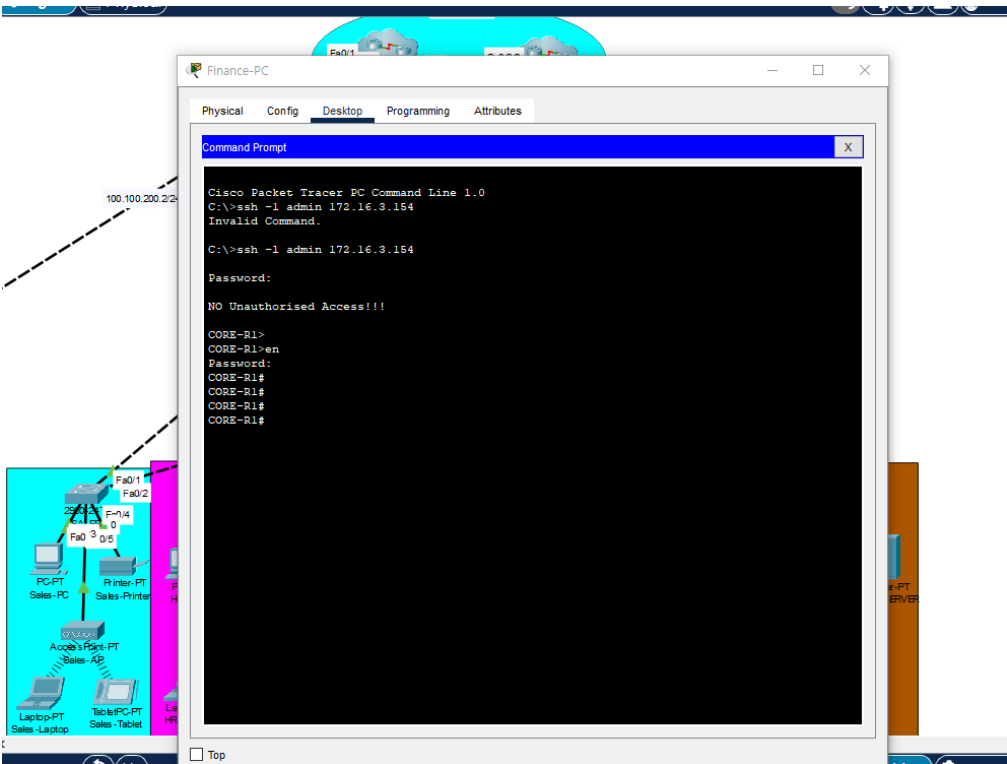 Fa0/1
Finance-PC
Physical Config Desktop Programming Attributes
Command Prompt
X
Cisco Packet Tracer PC Command Line 1.0
C:\>ssh -l admin 172.16.3.154
Invalid Command.
C:\>ssh -l admin 172.16.3.154
Password:
NO Unauthorised Access!!!
CORE-R1>
CORE-R1>en
Password:
CORE-R1#
CORE-R1#
CORE-R1#
CORE-R1#
100.100.200.2/24
Fa0/1
Fa0/2
Fa0
0/5
PC-PT
Sales-PC
Printer-PT
Sales-Printer
Access Point-PT
Sales-AP
Laptop-PT
Sales-Laptop
TabletPC-PT
Sales-Tablet
HR
Top